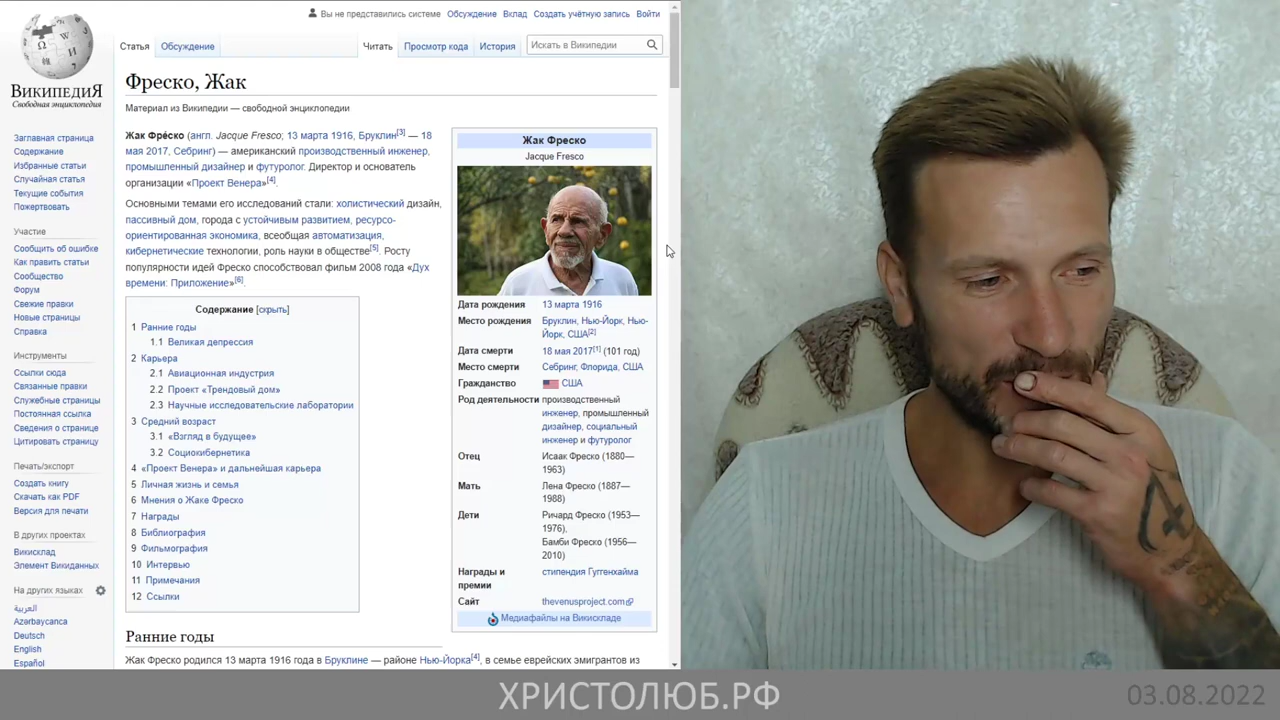 Вы не представились системе Обсуждение Вклад Создать учётную запись Войти
Статья Обсуждение Читать Просмотр кода История Искать в Википедии
ВИКИПЕДИЯ
Свободная энциклопедия
Заглавная страница
Содержание
Избранные статьи
Случайная статья
Текущие события
Пожертвовать
Участие
Сообщить об ошибке
Как править статьи
Сообщество
Форум
Свежие правки
Новые страницы
Справка
Инструменты
Ссылки сюда
Связанные правки
Служебные страницы
Постоянная ссылка
Сведения о странице
Цитировать страницу
Печать/экспорт
Создать книгу
Скачать как PDF
Версия для печати
В других проектах
Викисклад
Элемент Викиданных
На других языках
العربية
Azərbaycanca
Deutsch
English
Español
Фреско, Жак
Материал из Википедии — свободной энциклопедии
Жак Фре́ско (англ. Jacque Fresco; 13 марта 1916, Бруклин[3] — 18
мая 2017, Себринг) — американский производственный инженер,
промышленный дизайнер и футуролог. Директор и основатель
организации «Проект Венера»[4].
Основными темами его исследований стали: холистический дизайн,
пассивный дом, города с устойчивым развитием, ресурсо-
ориентированная экономика, всеобщая автоматизация,
кибернетические технологии, роль науки в обществе[5]. Росту
популярности идей Фреско способствовал фильм 2008 года «Дух
времени: Приложение»[6].
Содержание [скрыть]
1 Ранние годы
1.1 Великая депрессия
2 Карьера
2.1 Авиационная индустрия
2.2 Проект «Трендовый дом»
2.3 Научные исследовательские лаборатории
3 Средний возраст
3.1 «Взгляд в будущее»
3.2 Социокибернетика
4 «Проект Венера» и дальнейшая карьера
5 Личная жизнь и семья
6 Мнения о Жаке Фреско
7 Награды
8 Библиография
9 Фильмография
10 Интервью
11 Примечания
12 Ссылки
Ранние годы
Жак Фреско родился 13 марта 1916 года в Бруклине — районе Нью-Йорка[4], в семье еврейских эмигрантов из
Жак Фреско
Jacque Fresco
Дата рождения 13 марта 1916
Место рождения Бруклин, Нью-Йорк, Нью-
Йорк, США[2]
Дата смерти 18 мая 2017[1] (101 год)
Место смерти Себринг, Флорида, США
Гражданство США
Род деятельности производственный
инженер, промышленный
дизайнер, социальный
инженер и футуролог
Отец Исаак Фреско (1880—
1963)
Мать Лена Фреско (1887—
1988)
Дети Ричард Фреско (1953—
1976),
Бамби Фреско (1956—
2010)
Награды и стипендия Гуггенхайма
премии
Сайт thevenusproject.com
Медиафайлы на Викискладе
ХРИСТОЛЮБ.РФ
03.08.2022